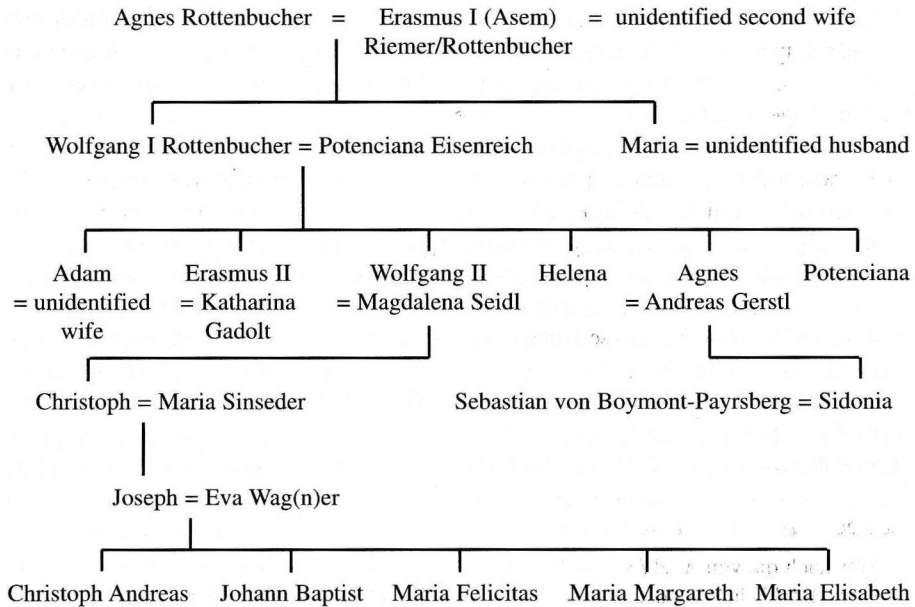 Agnes Rottenbucher = Erasmus I (Asem) = unidentified second wife
Riemer/Rottenbucher
Wolfgang I Rottenbucher = Potenciana Eisenreich Maria = unidentified husband
Adam Erasmus II Wolfgang II Helena Agnes Potenciana
= unidentified = Katharina = Magdalena Seidl = Andreas Gerstl
wife Gadolt
Christoph = Maria Sinseder Sebastian von Boymont-Payrsberg = Sidonia
Joseph = Eva Wag(n)er
Christoph Andreas Johann Baptist Maria Felicitas Maria Margareth Maria Elisabeth